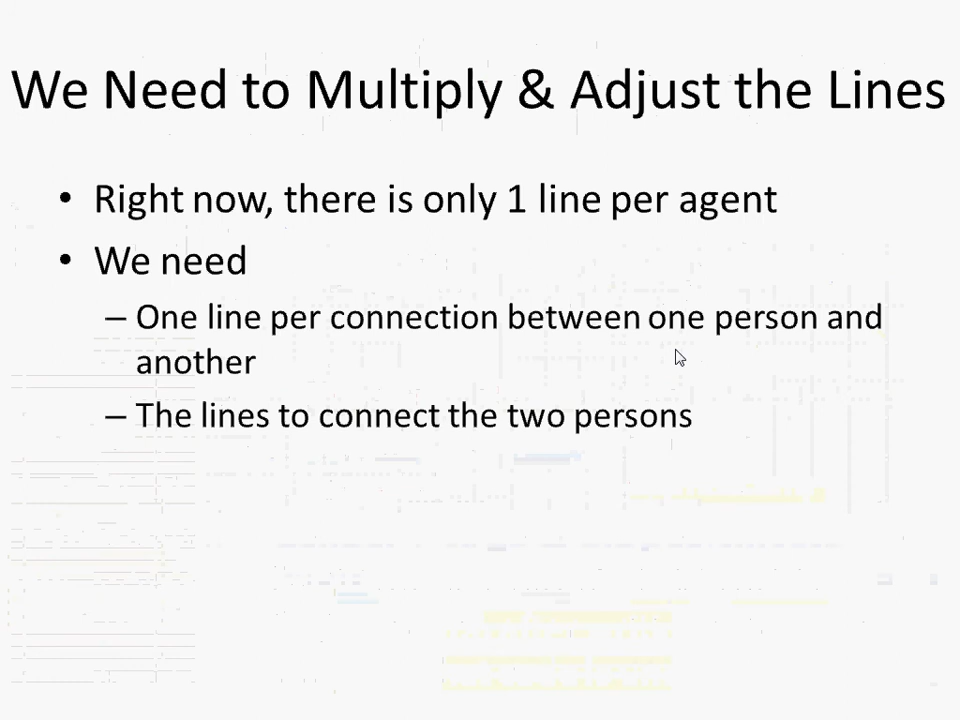 We Need to Multiply & Adjust the Lines
• Right now, there is only 1 line per agent
• We need
– One line per connection between one person and
another
– The lines to connect the two persons